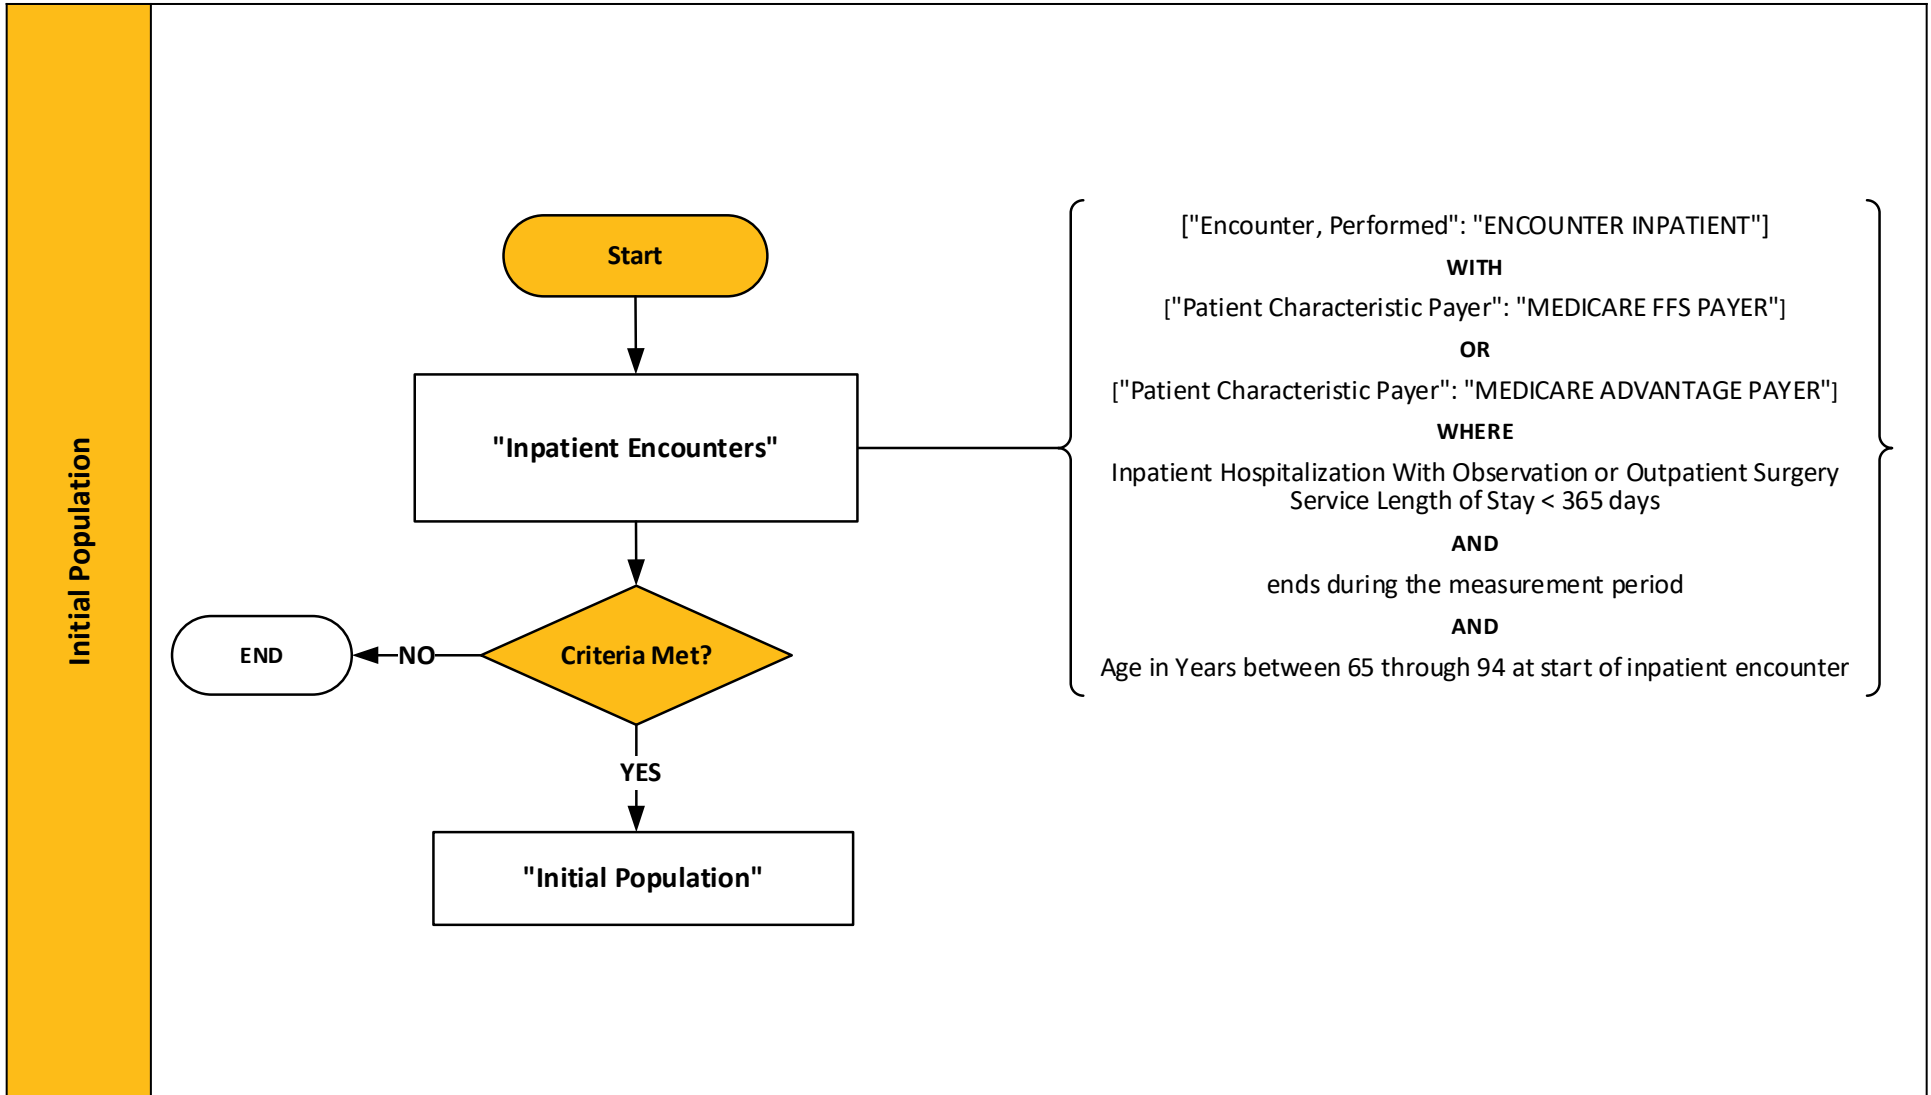 Initial Population
Start
"Inpatient Encounters"
Criteria Met?
NO
END
YES
"Initial Population"
["Encounter, Performed": "ENCOUNTER INPATIENT"]
WITH
["Patient Characteristic Payer": "MEDICARE FFS PAYER"]
OR
["Patient Characteristic Payer": "MEDICARE ADVANTAGE PAYER"]
WHERE
Inpatient Hospitalization With Observation or Outpatient Surgery
Service Length of Stay < 365 days
AND
ends during the measurement period
AND
Age in Years between 65 through 94 at start of inpatient encounter